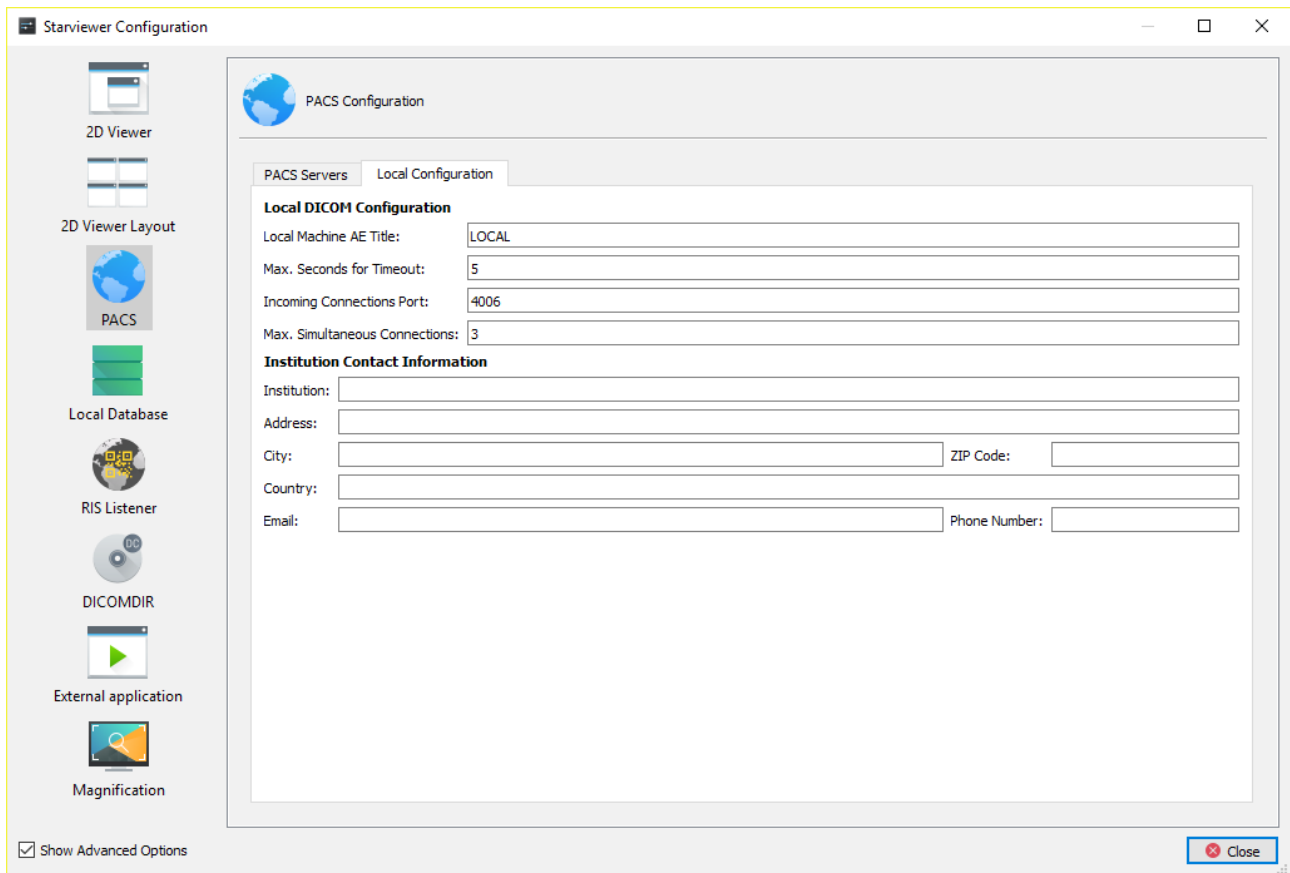 Starviewer Configuration
2D Viewer
2D Viewer Layout
PACS
Local Database
RIS Listener
DC
DICOMDIR
External application
Magnification
PACS Configuration
PACS Servers Local Configuration
Local DICOM Configuration
Local Machine AE Title: LOCAL
Max. Seconds for Timeout: 5
Incoming Connections Port: 4006
Max. Simultaneous Connections: 3
Institution Contact Information
Institution:
Address:
City: ZIP Code:
Country:
Email: Phone Number:
Show Advanced Options Close